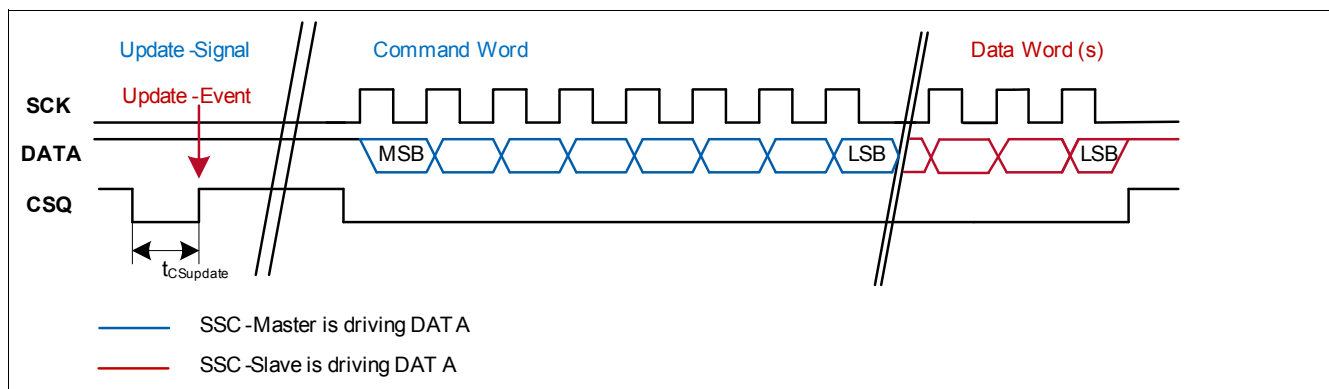 Update -Signal
Command Word
Data Word (s)
Update -Event
SCK
DATA
MSB
LSB
LSB
CSQ
tCSupdate
SSC -Master is driving DAT A
SSC -Slave is driving DAT A